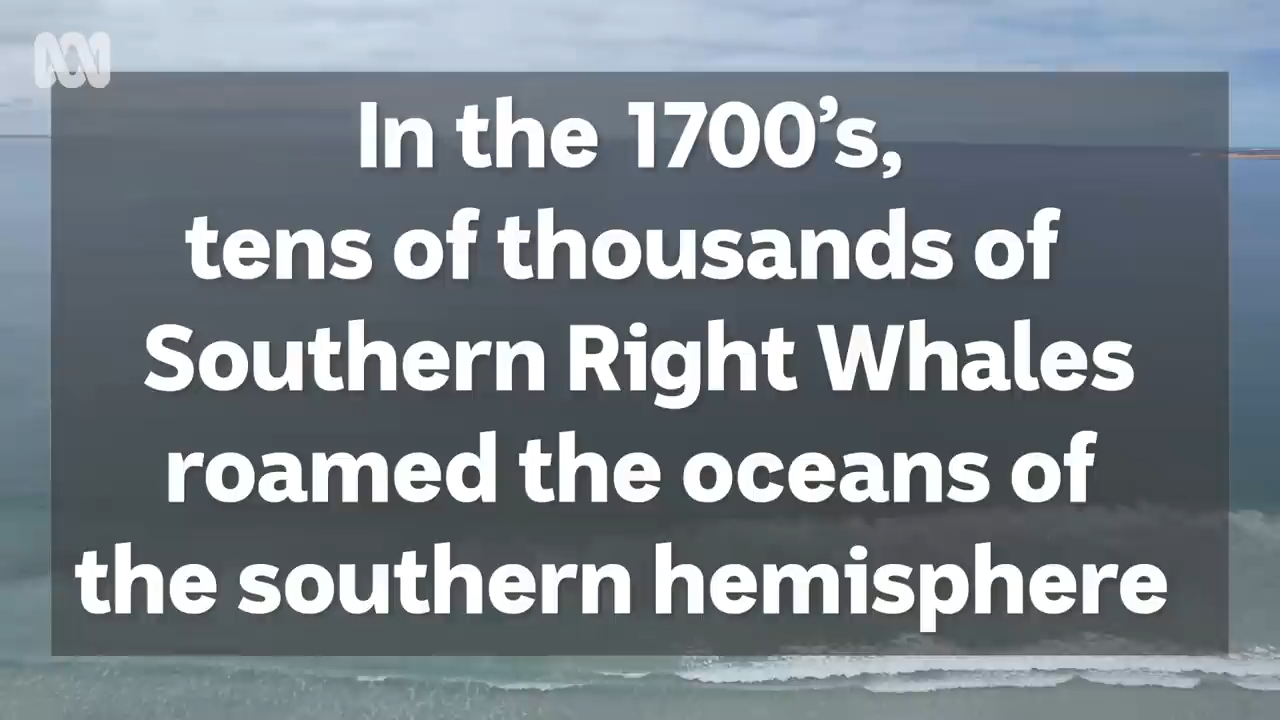 In the 1700’s,
tens of thousands of
Southern Right Whales
roamed the oceans of
the southern hemisphere